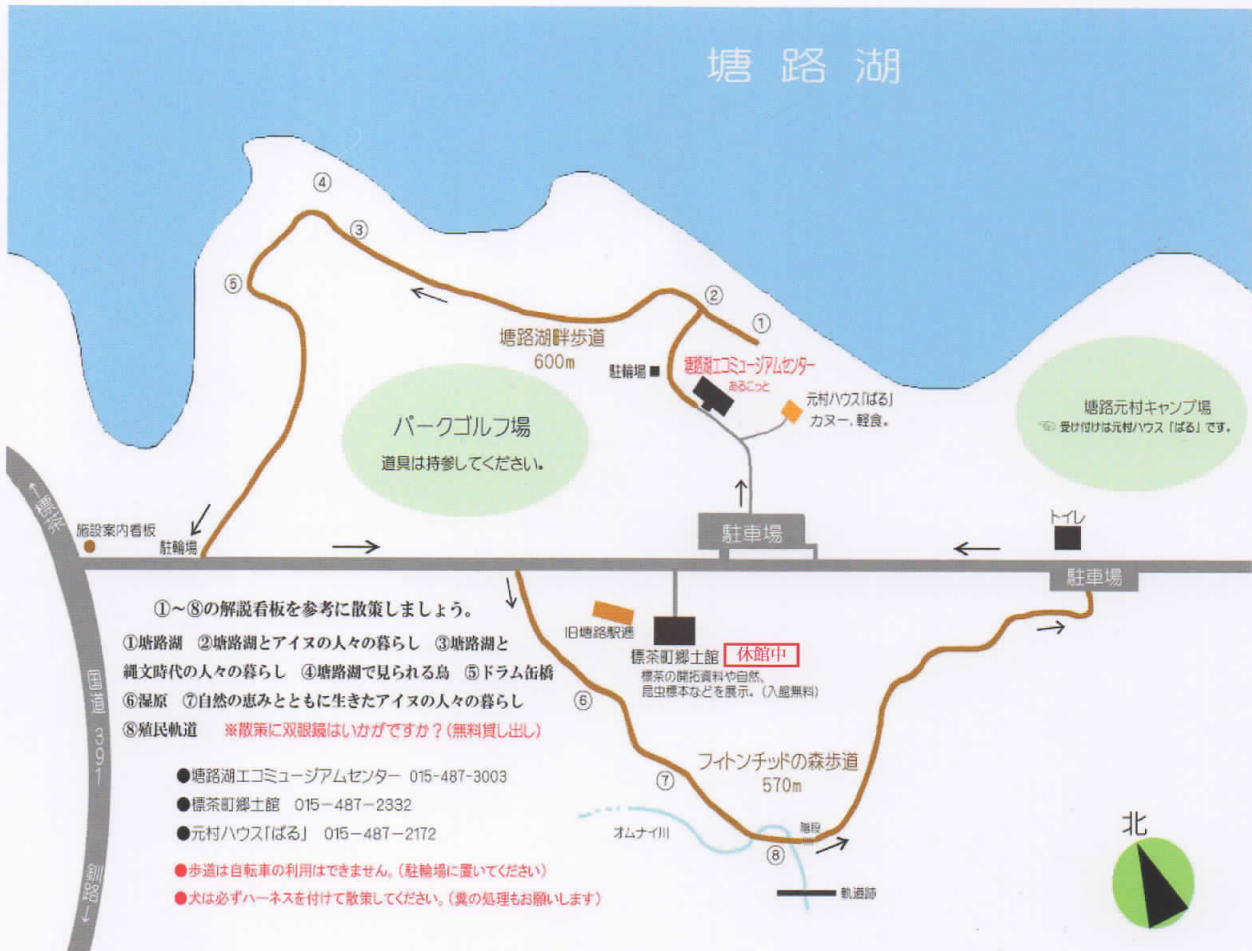 塘路湖
④
③
⑤
②
①
塘路湖畔歩道
600m
駐輪場
塘路湖エコミュージアムセンター
あるこっと
元村ハウス「ぱる」
カヌー、軽食。
パークゴルフ場
道具は持参してください。
塘路元村キャンプ場
受け付けは元村ハウス「ぱる」です。
←標茶
施設案内看板
駐輪場
駐車場
トイレ
駐車場
①～⑧の解説看板を参考に散策しましょう。
①塘路湖 ②塘路湖とアイヌの人々の暮らし ③塘路湖と
縄文時代の人々の暮らし ④塘路湖で見られる鳥 ⑤ドラム缶橋
⑥湿原 ⑦自然の恵みとともに生きたアイヌの人々の暮らし
⑧殖民軌道 ※散策に双眼鏡はいかがですか？(無料貸し出し)
旧塘路駅逓
標茶町郷土館 休館中
標茶の開拓資料や自然、
昆虫標本などを展示。(入館無料)
⑥
国道391
●塘路湖エコミュージアムセンター 015-487-3003
●標茶町郷土館 015－487－2332
●元村ハウス「ぱる」 015－487－2172
⑦
フィトンチッドの森歩道
570m
オムナイ川
階段
⑧
軌道跡
北
釧路→
●歩道は自転車の利用はできません。(駐輪場に置いてください)
●犬は必ずハーネスを付けて散策してください。(糞の処理もお願いします)